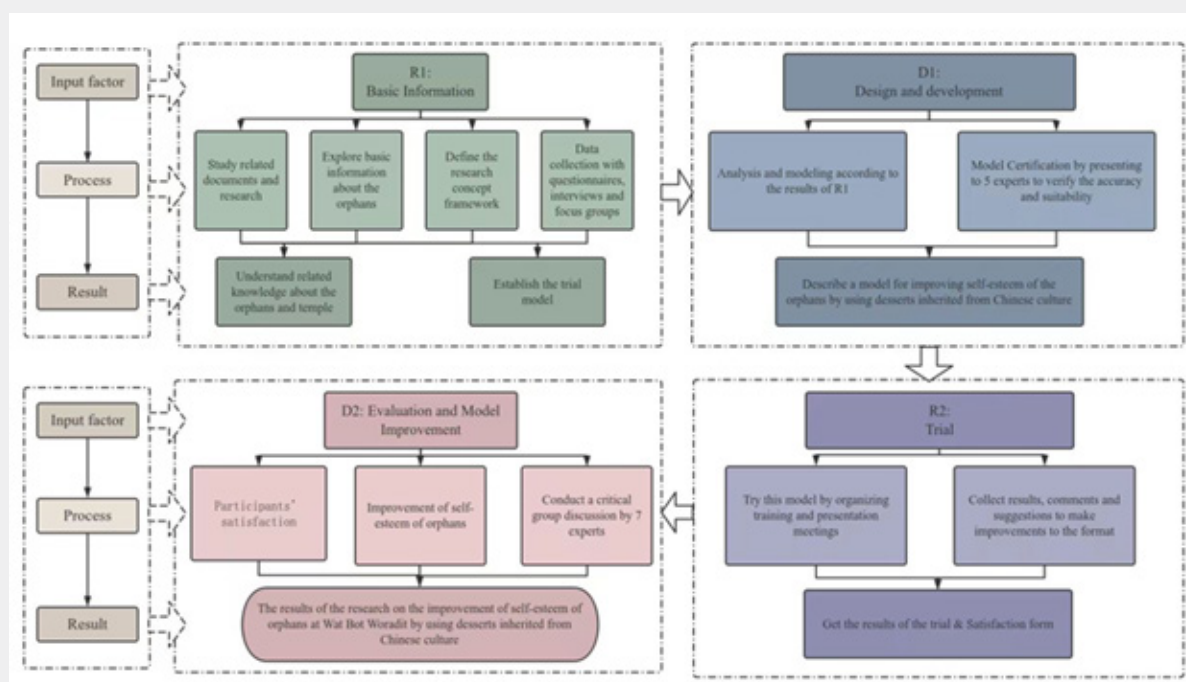 Input factor
Process
Result
R1:
Basic Information
Study related
documents and
research
Explore basic
information
about the
orphans
Define the
research concept
framework
Data
collection with
questionnaires,
interviews and
focus groups
Understand related
knowledge about the
orphans and temple
Establish the trial
model
D1:
Design and development
Analysis and modeling according to
the results of R1
Model Certification by presenting
to 5 experts to verify the accuracy
and suitability
Describe a model for improving self-esteem of the
orphans by using desserts inherited from Chinese culture
Input factor
Process
Result
D2: Evaluation and Model
Improvement
Participants'
satisfaction
Improvement of self-
esteem of orphans
Conduct a critical
group discussion by 7
experts
The results of the research on the improvement of self-esteem of
orphans at Wat Bot Woradit by using desserts inherited from
Chinese culture
R2:
Trial
Try this model by organizing
training and presentation
meetings
Collect results, comments and
suggestions to make
improvements to the format
Get the results of the trial & Satisfaction form